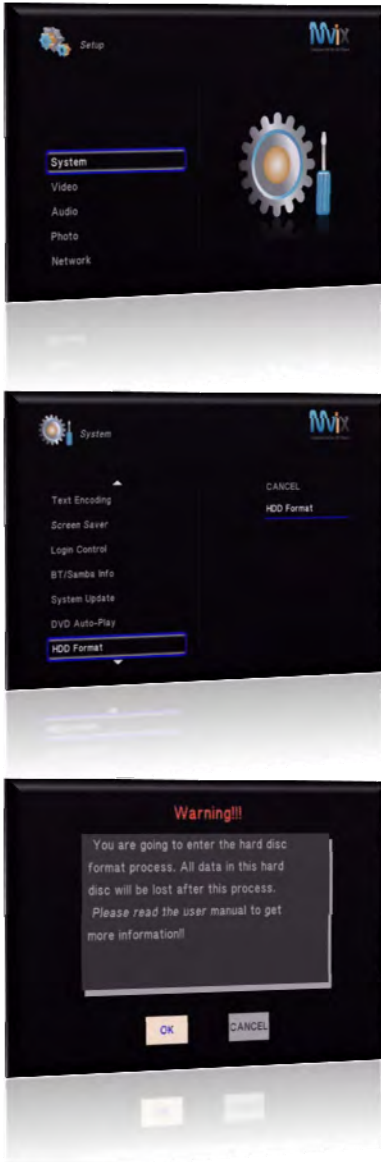 Setup
Mvix
System
Video
Audio
Photo
Network
System
Mvix
Text Encoding
CANCEL
Screen Saver
HDD Format
Login Control
BT/Samba Info
System Update
DVD Auto-Play
HDD Format
Warning!!!
You are going to enter the hard disc
format process. All data in this hard
disc will be lost after this process.
Please read the user manual to get
more information!!
OK
CANCEL